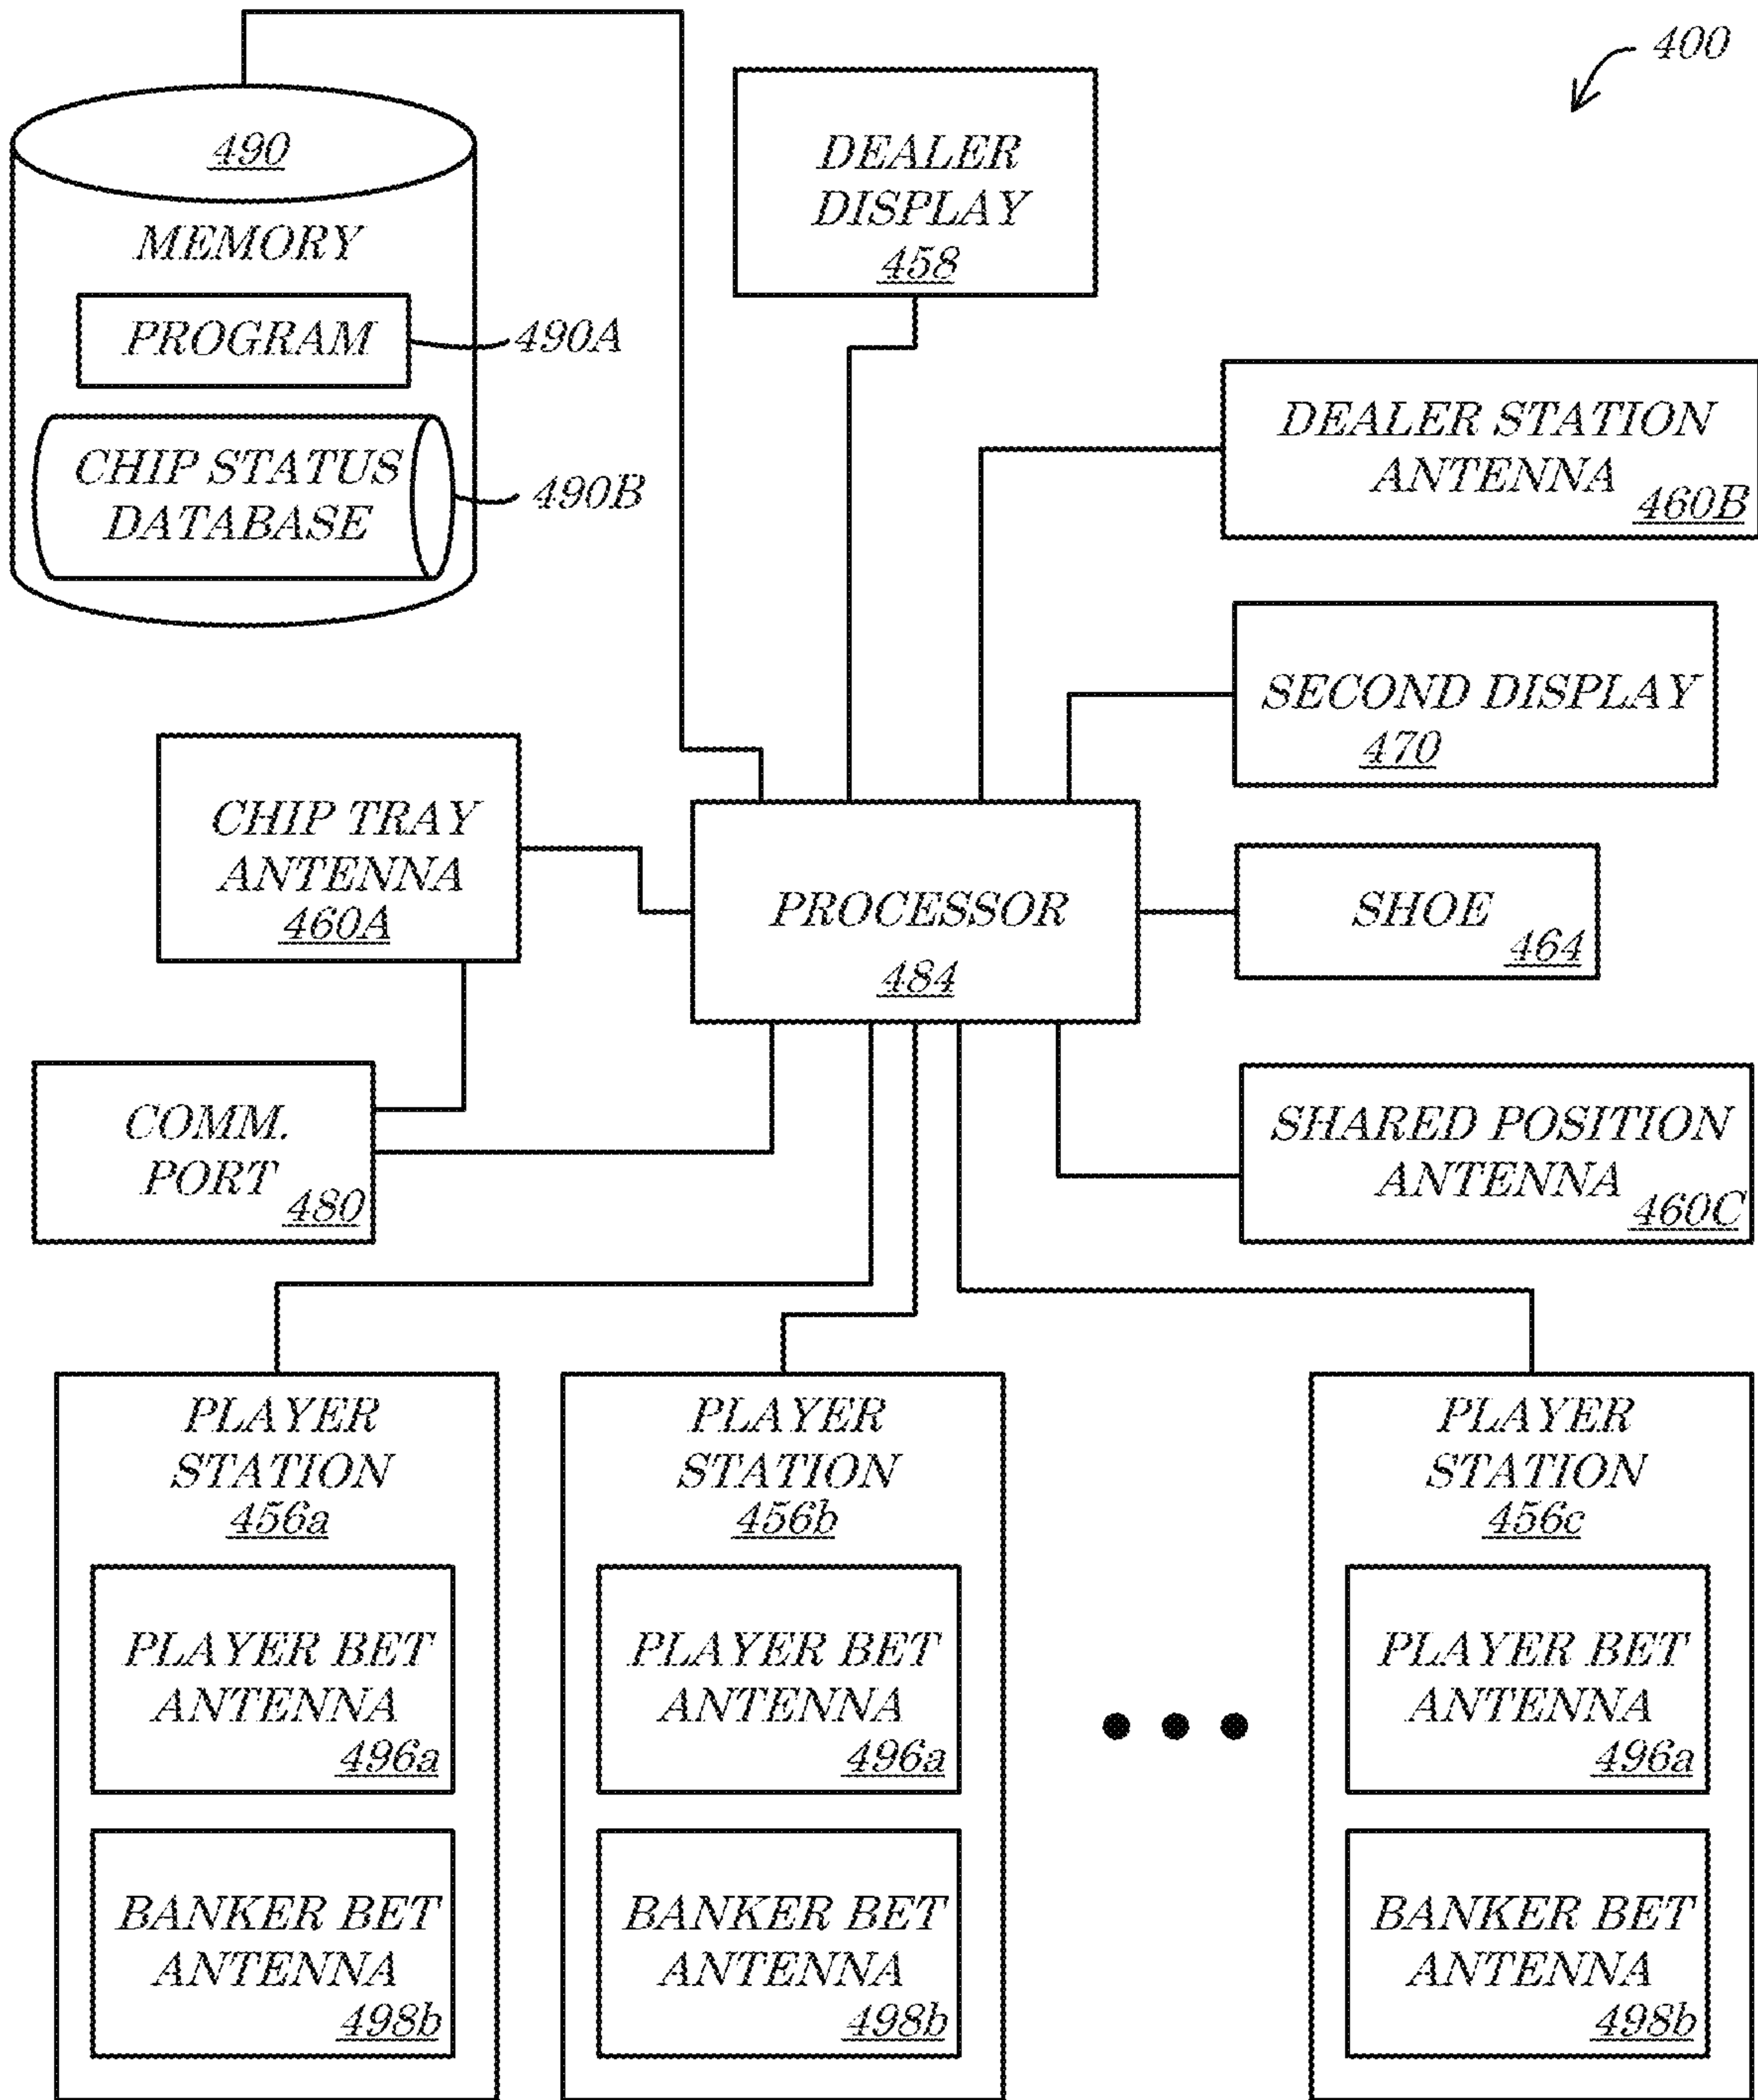 400
490
MEMORY
PROGRAM
490A
CHIP STATUS
DATABASE
490B
DEALER
DISPLAY
458
DEALER STATION
ANTENNA
460B
SECOND DISPLAY
470
CHIP TRAY
ANTENNA
460A
PROCESSOR
484
SHOE
464
COMM.
PORT
480
SHARED POSITION
ANTENNA
460C
PLAYER
STATION
456a
PLAYER BET
ANTENNA
496a
BANKER BET
ANTENNA
498b
PLAYER
STATION
456b
PLAYER BET
ANTENNA
496a
BANKER BET
ANTENNA
498b
PLAYER
STATION
456c
PLAYER BET
ANTENNA
496a
BANKER BET
ANTENNA
498b